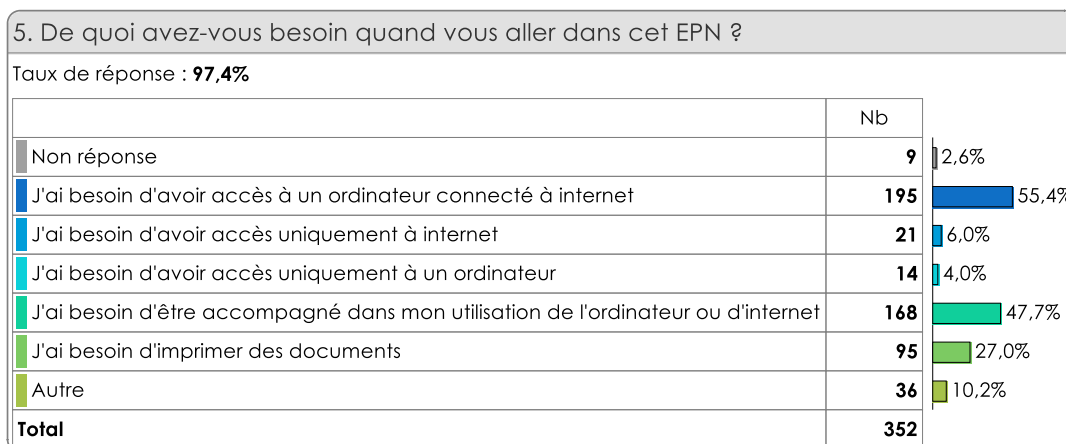 5. De quoi avez-vous besoin quand vous aller dans cet EPN ?
Taux de réponse : 97,4%
Nb
Non réponse 9 2,6%
J'ai besoin d'avoir accès à un ordinateur connecté à internet 195 55,4%
J'ai besoin d'avoir accès uniquement à internet 21 6,0%
J'ai besoin d'avoir accès uniquement à un ordinateur 14 4,0%
J'ai besoin d'être accompagné dans mon utilisation de l'ordinateur ou d'internet 168 47,7%
J'ai besoin d'imprimer des documents 95 27,0%
Autre 36 10,2%
Total 352